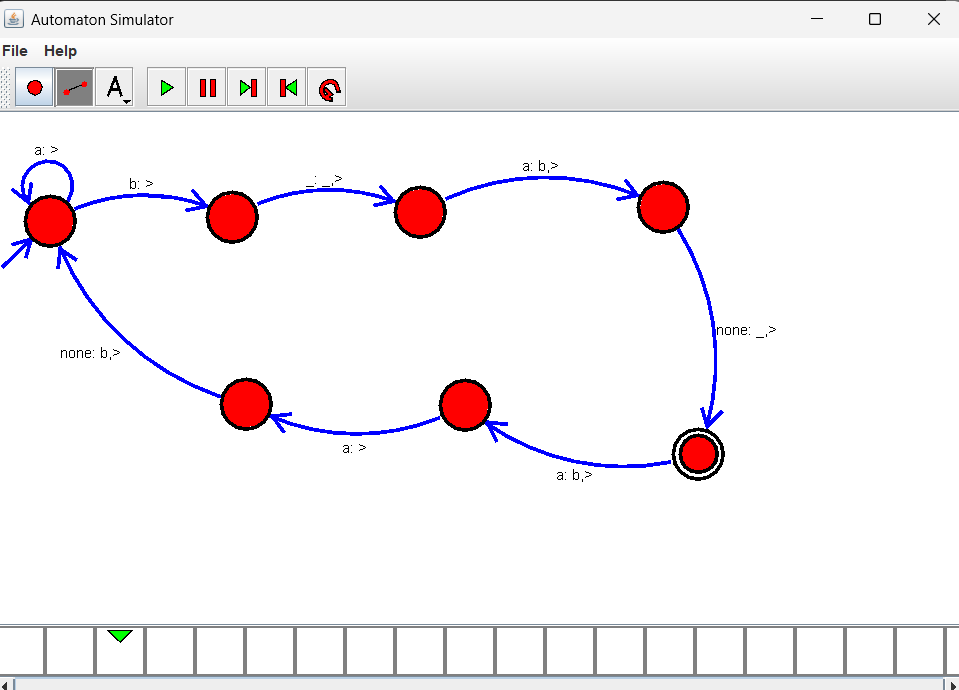 Automaton Simulator
File Help
A
a: >
b: >
_: _,>
a: b,>
none: _,>
none: b,>
a: >
a: b,>